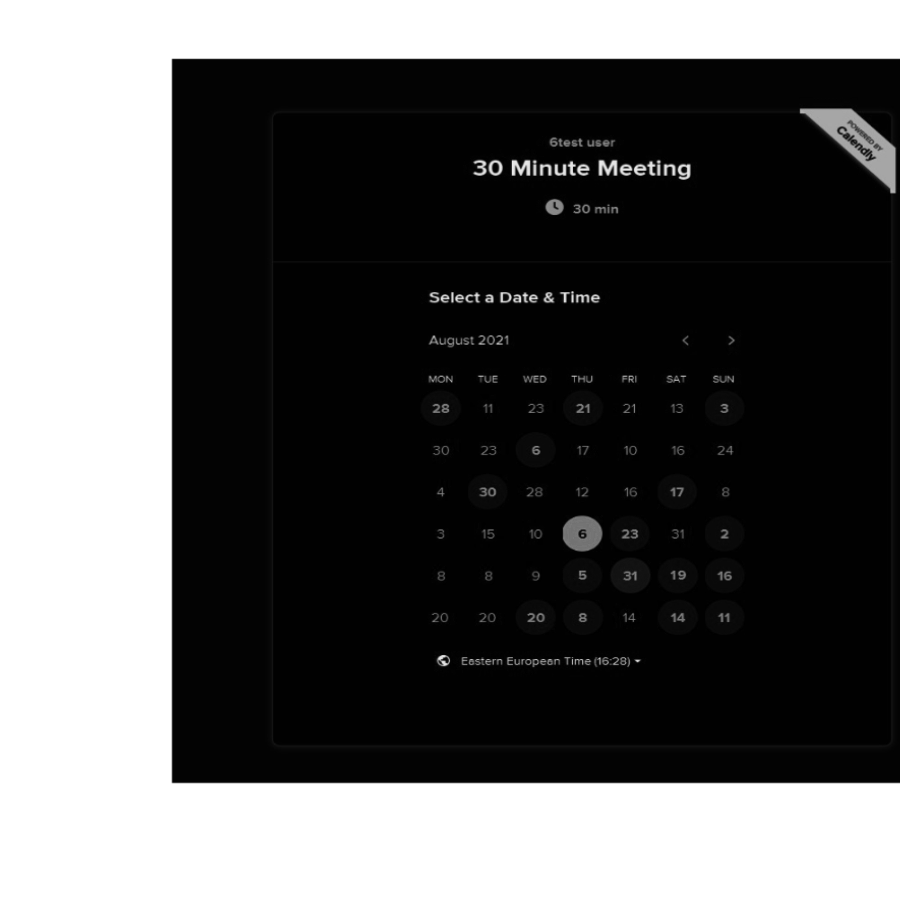 POWERED BY
Calendly
6test user
30 Minute Meeting
30 min
Select a Date & Time
August 2021
MON TUE WED THU FRI SAT SUN
28 11 23 21 21 13 3
30 23 6 17 10 16 24
4 30 28 12 16 17 8
3 15 10 6 23 31 2
8 8 9 5 31 19 16
20 20 20 8 14 14 11
Eastern European Time (16:28)